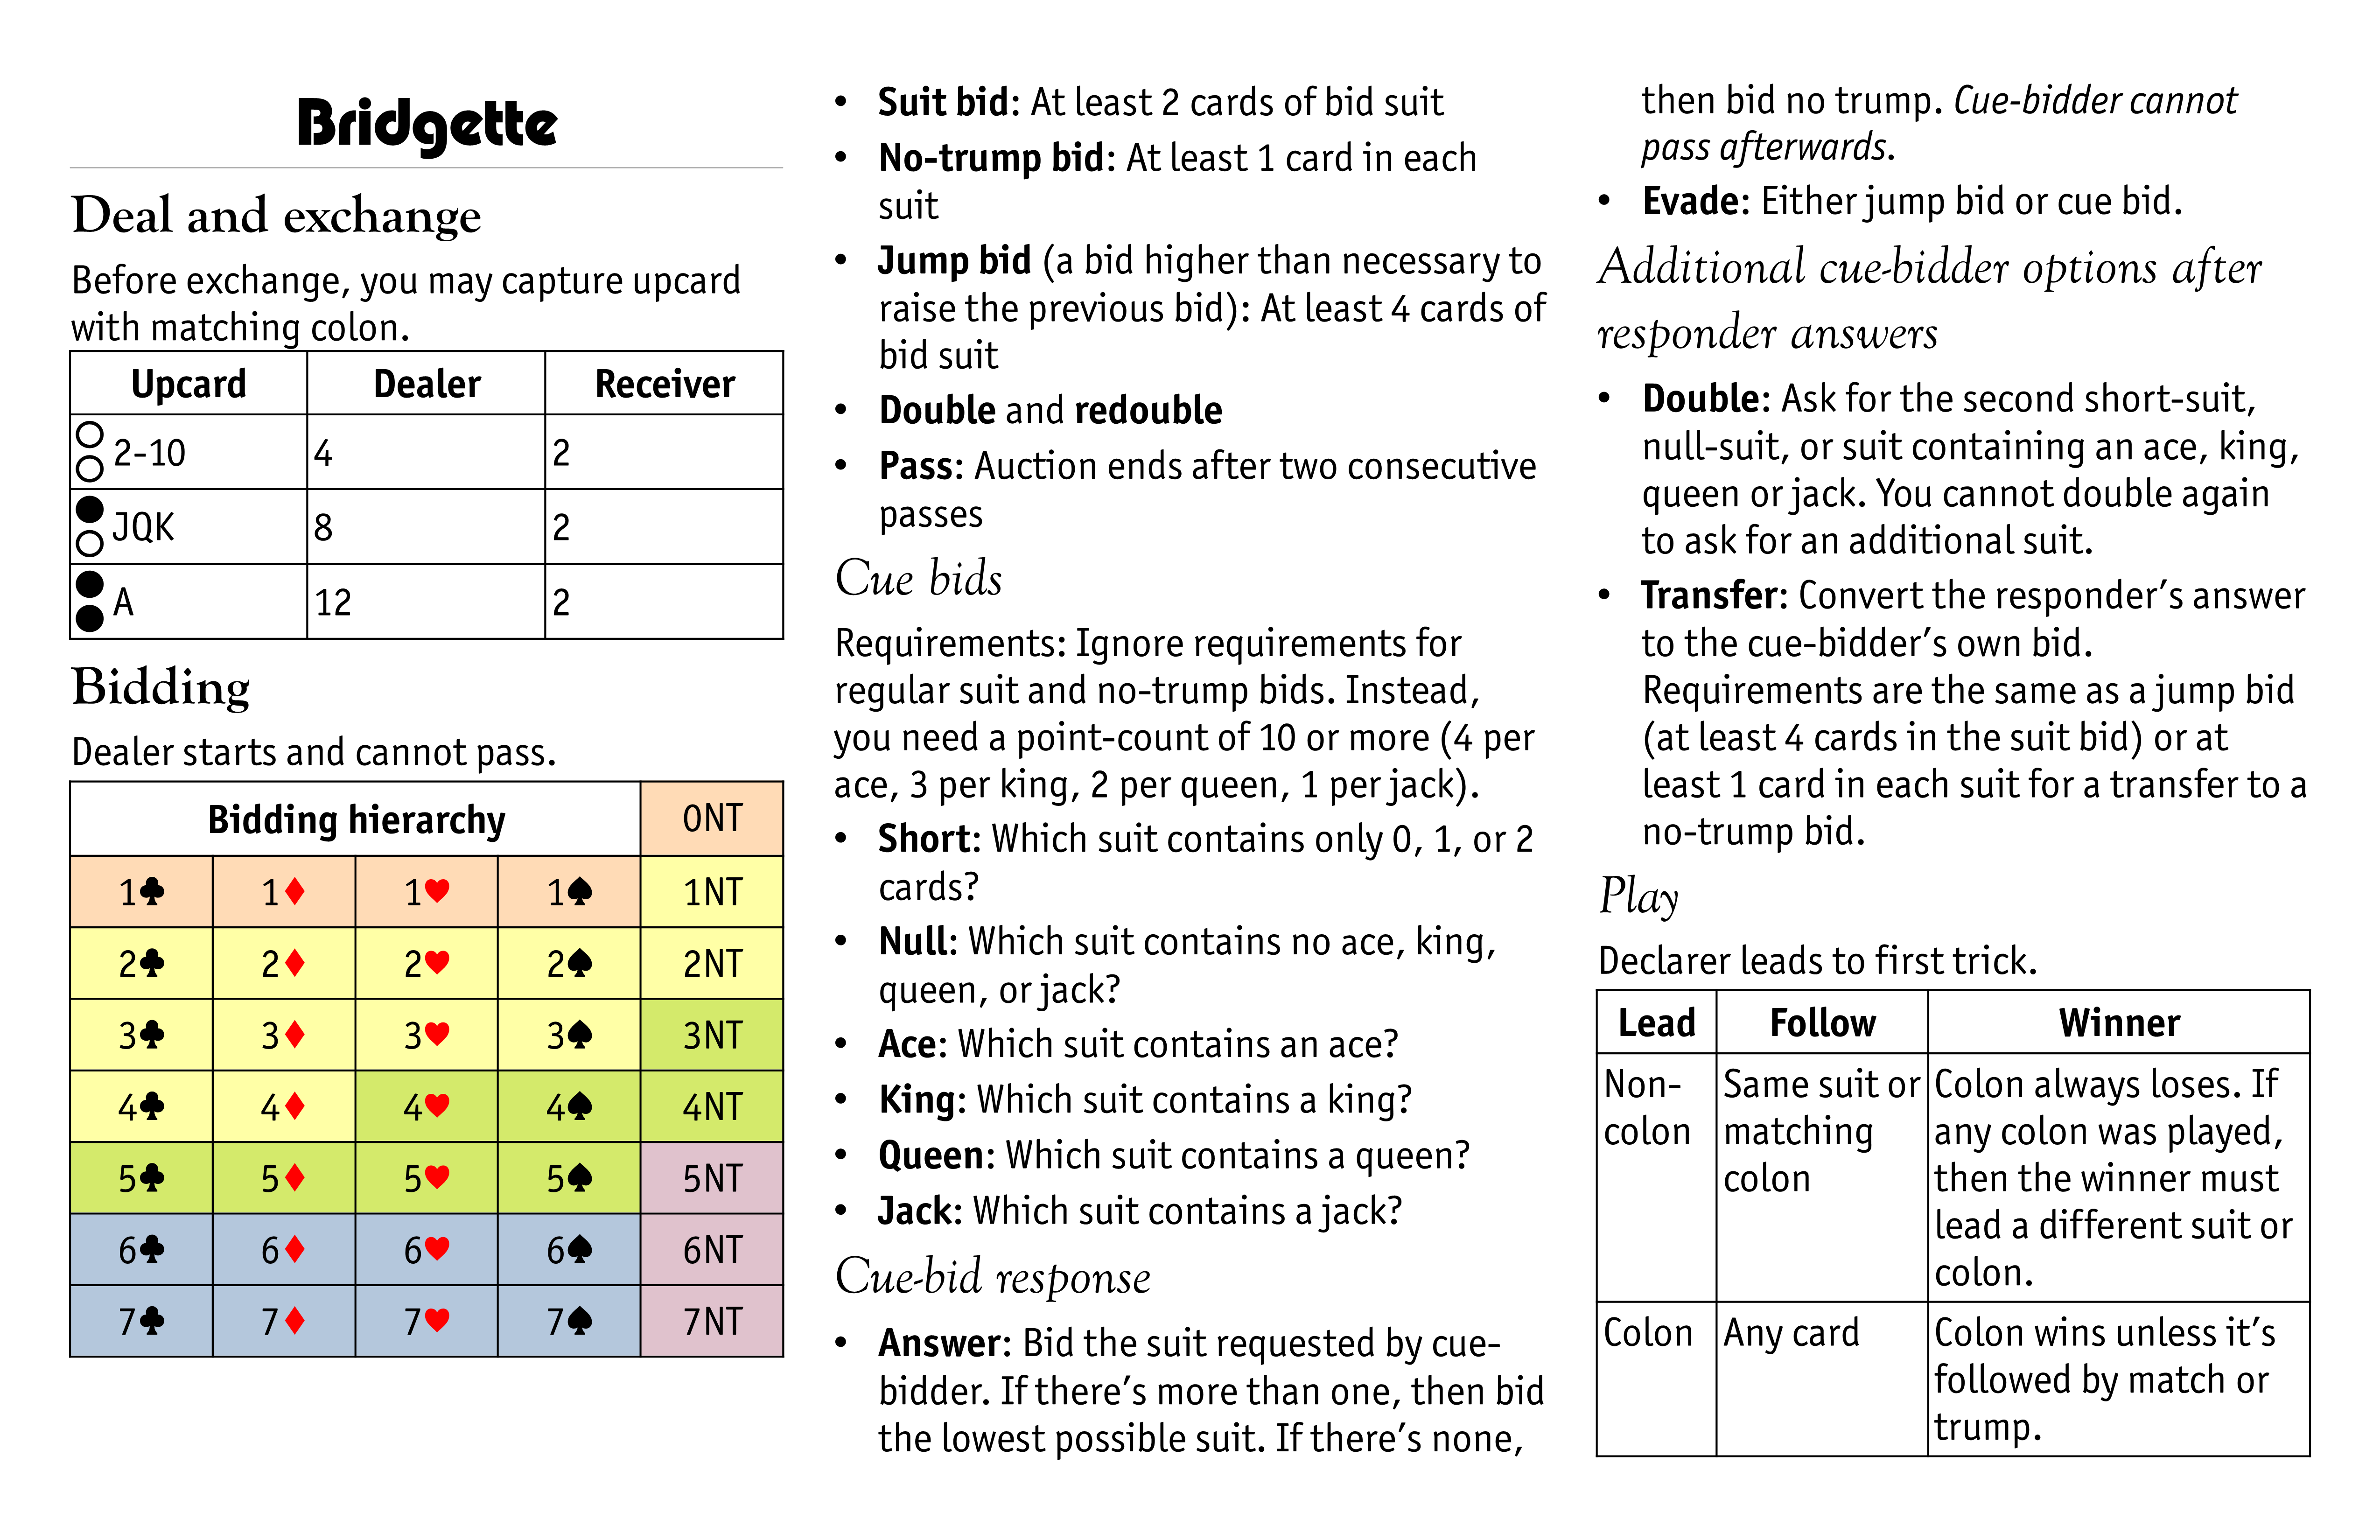 Bridgette
Deal and exchange
Before exchange, you may capture upcard
with matching colon.
Upcard Dealer Receiver
2-10 4 2
JQK 8 2
A 12 2
Bidding
Dealer starts and cannot pass.
Bidding hierarchy 0NT
1♣ 1♦ 1♥ 1♠ 1NT
2♣ 2♦ 2♥ 2♠ 2NT
3♣ 3♦ 3♥ 3♠ 3NT
4♣ 4♦ 4♥ 4♠ 4NT
5♣ 5♦ 5♥ 5♠ 5NT
6♣ 6♦ 6♥ 6♠ 6NT
7♣ 7♦ 7♥ 7♠ 7NT
• Suit bid: At least 2 cards of bid suit
• No-trump bid: At least 1 card in each
suit
• Jump bid (a bid higher than necessary to
raise the previous bid): At least 4 cards of
bid suit
• Double and redouble
• Pass: Auction ends after two consecutive
passes
Cue bids
Requirements: Ignore requirements for
regular suit and no-trump bids. Instead,
you need a point-count of 10 or more (4 per
ace, 3 per king, 2 per queen, 1 per jack).
• Short: Which suit contains only 0, 1, or 2
cards?
• Null: Which suit contains no ace, king,
queen, or jack?
• Ace: Which suit contains an ace?
• King: Which suit contains a king?
• Queen: Which suit contains a queen?
• Jack: Which suit contains a jack?
Cue-bid response
• Answer: Bid the suit requested by cue-
bidder. If there’s more than one, then bid
the lowest possible suit. If there’s none,
then bid no trump. Cue-bidder cannot
pass afterwards.
• Evade: Either jump bid or cue bid.
Additional cue-bidder options after
responder answers
• Double: Ask for the second short-suit,
null-suit, or suit containing an ace, king,
queen or jack. You cannot double again
to ask for an additional suit.
• Transfer: Convert the responder’s answer
to the cue-bidder’s own bid.
Requirements are the same as a jump bid
(at least 4 cards in the suit bid) or at
least 1 card in each suit for a transfer to a
no-trump bid.
Play
Declarer leads to first trick.
Lead Follow Winner
Non-
colon
Same suit or
matching
colon
Colon always loses. If
any colon was played,
then the winner must
lead a different suit or
colon.
Colon
Any card
Colon wins unless it’s
followed by match or
trump.